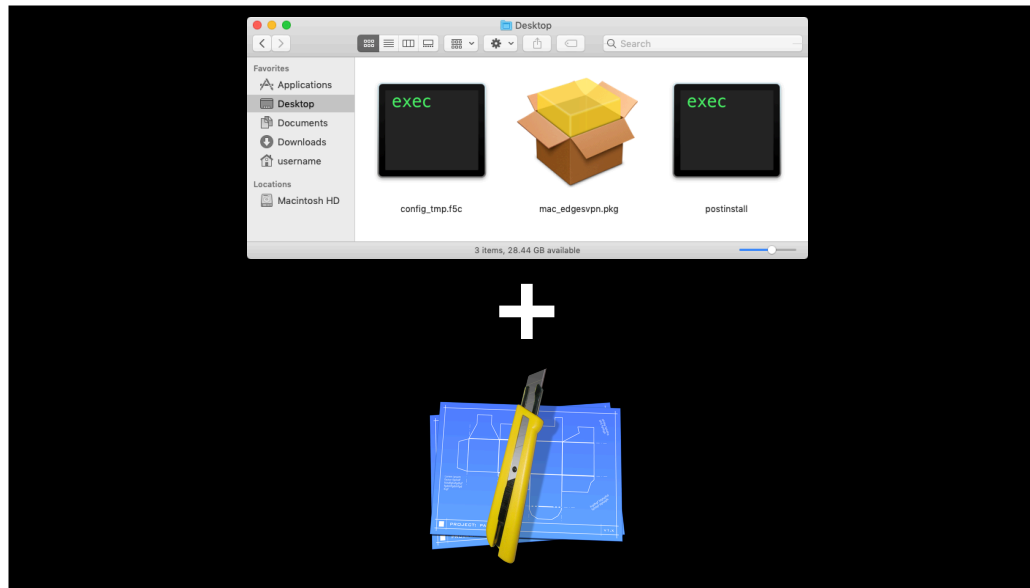 Desktop
Search
Favorites
Applications
Desktop
Documents
Downloads
username
Locations
Macintosh HD
exec
exec
config_tmp.f5c
mac_edgesvpn.pkg
postinstall
3 items, 28.44 GB available